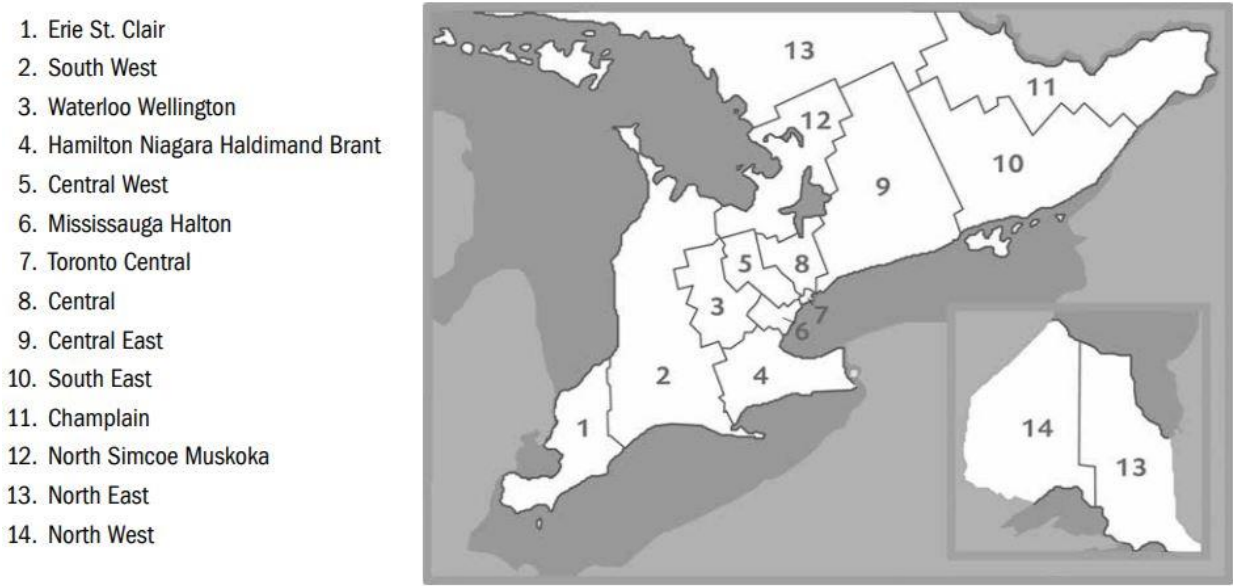 1. Erie St. Clair
2. South West
3. Waterloo Wellington
4. Hamilton Niagara Haldimand Brant
5. Central West
6. Mississauga Halton
7. Toronto Central
8. Central
9. Central East
10. South East
11. Champlain
12. North Simcoe Muskoka
13. North East
14. North West
13
11
12
10
9
5
8
3
7
6
2
4
1
14
13